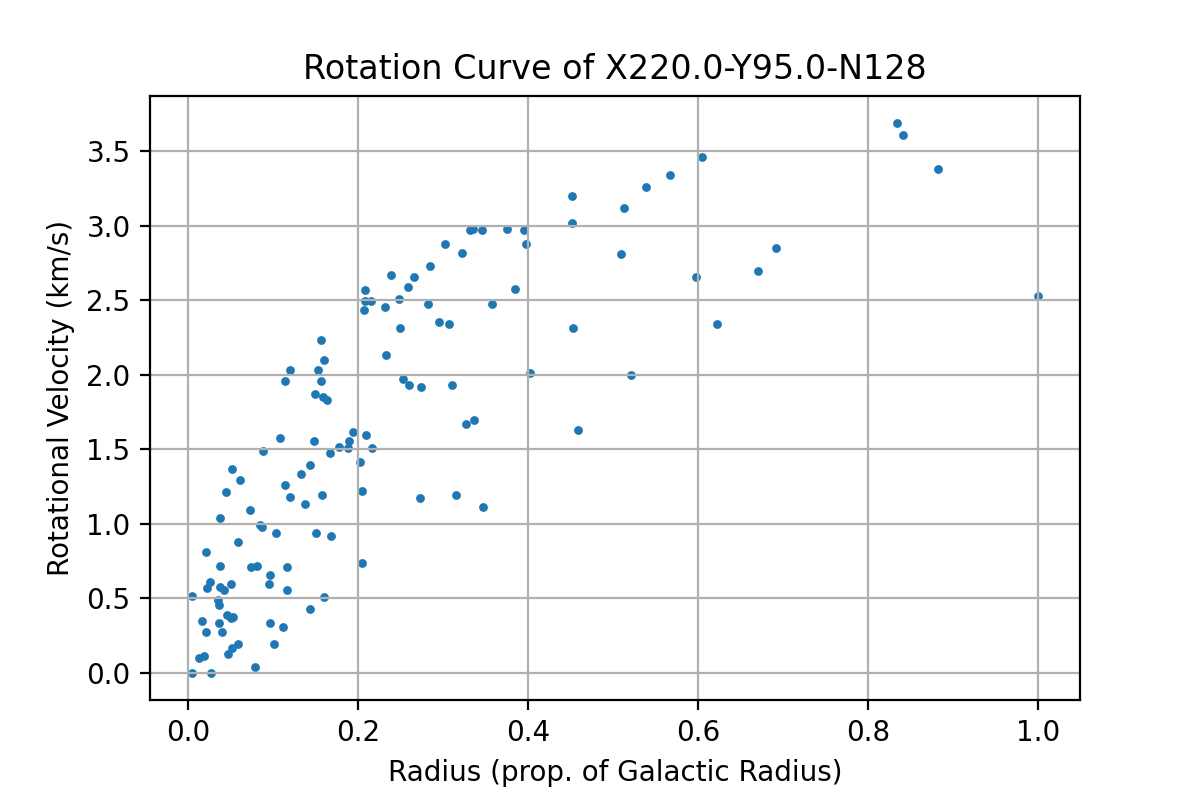 Rotation Curve of X220.0-Y95.0-N128
Rotational Velocity (km/s)
3.5
3.0
2.5
2.0
1.5
1.0
0.5
0.0
0.0 0.2 0.4 0.6 0.8 1.0
Radius (prop. of Galactic Radius)